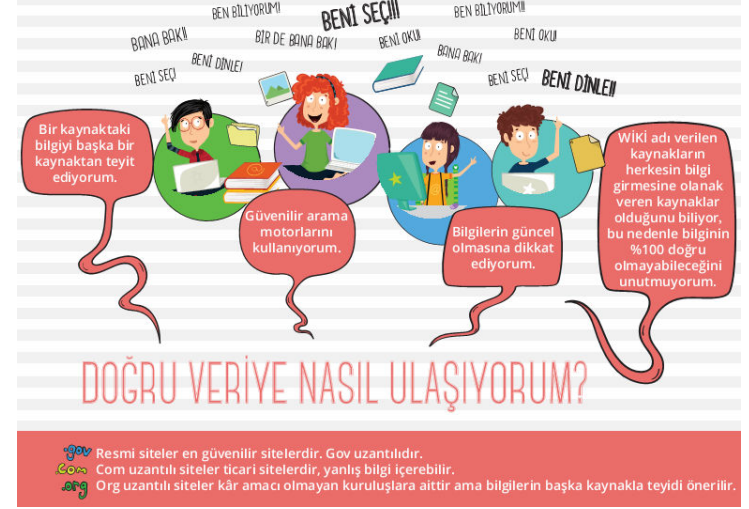 BEN BİLİYORUM!
BENİ SEÇ!!!
BEN BİLİYORUM!!
BANA BAK!!
BİR DE BANA BAK!
BENİ OKU!
BENİ OKU!
BENİ DİNLE!
BANA BAK!
BENİ SEÇ!
BENİ SEÇ!
BENİ DİNLE!!
Bir kaynaktaki
bilgiyi başka bir
kaynaktan teyit
ediyorum.
Güvenilir arama
motorlarını
kullanıyorum.
Bilgilerin güncel
olmasına dikkat
ediyorum.
WİKİ adı verilen
kaynakların
herkesin bilgi
girmesine olanak
veren kaynaklar
olduğunu biliyor,
bu nedenle bilginin
%100 doğru
olmayabileceğini
unutmuyorum.
DOĞRU VERİYE NASIL ULAŞIYORUM?
.gov Resmi siteler en güvenilir sitelerdir. Gov uzantılıdır.
.Com Com uzantılı siteler ticari sitelerdir, yanlış bilgi içerebilir.
.org Org uzantılı siteler kâr amacı olmayan kuruluşlara aittir ama bilgilerin başka kaynakla teyidi önerilir.